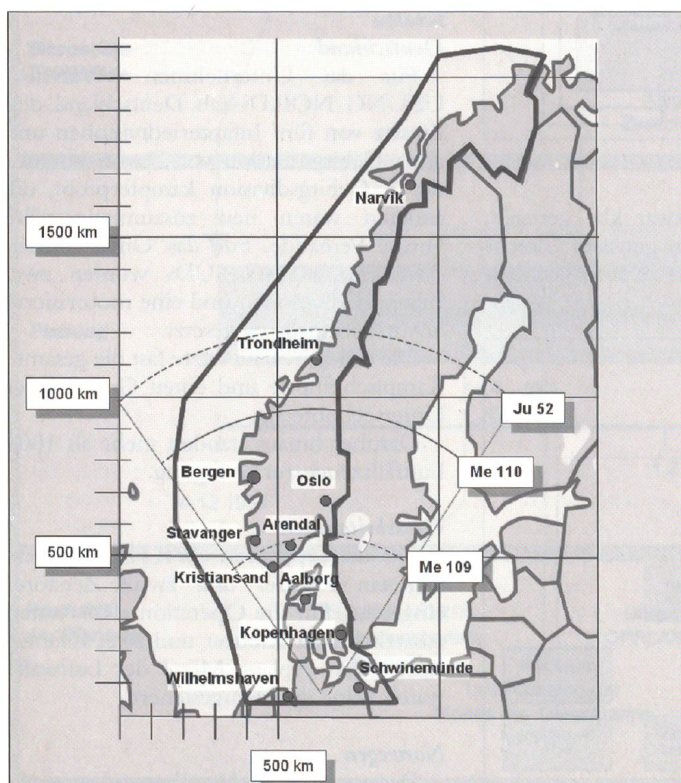 Narvik
1500 km
Trondheim
1000 km
Ju 52
Me 110
Bergen
Oslo
Stavanger
Arendal
500 km
Me 109
Kristiansand
Aalborg
Kopenhagen
Schwinemünde
Wilhelmshaven
500 km